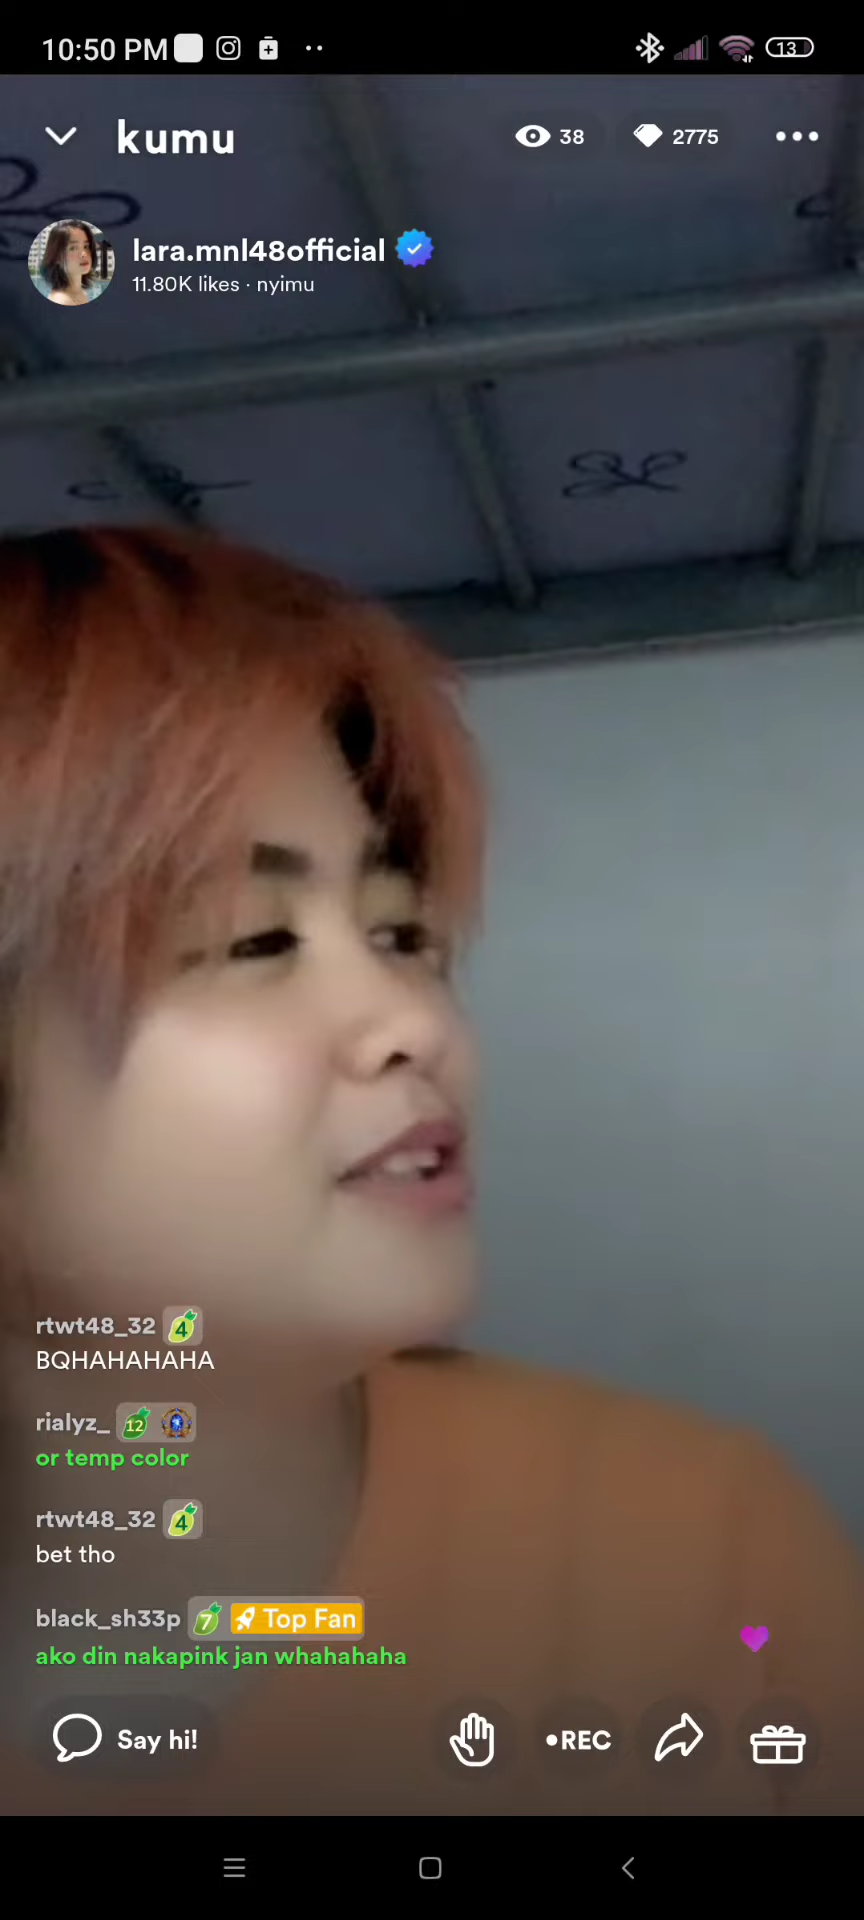 10:50 PM
13
kumu
38
2775
lara.mnl48official
11.80K likes · nyimu
rtwt48_32 4
BQHAHAHAHA
rialyz_ 12
or temp color
rtwt48_32 4
bet tho
black_sh33p 7 Top Fan
ako din nakapink jan whahahaha
Say hi!
•REC